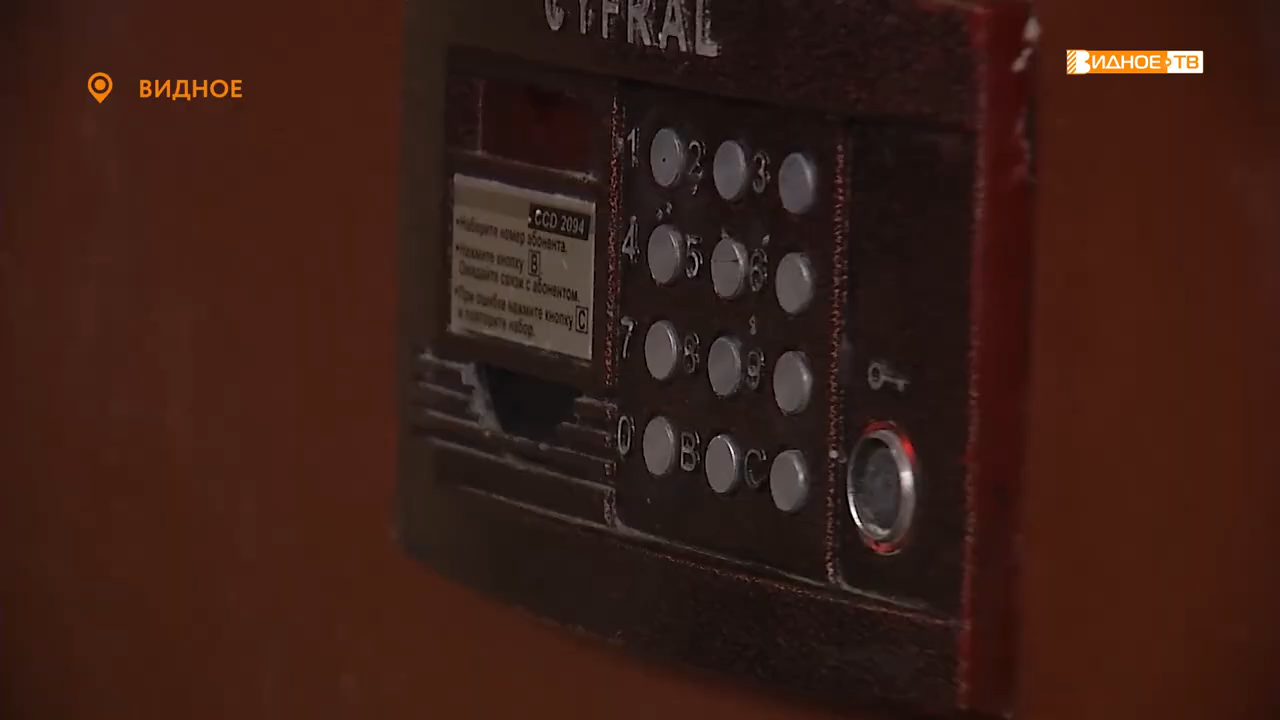 CYFRAL
ВИДНОЕ
ВИДНОЕ ТВ
CCD 2094
•Наберите номер абонента.
•Нажмите кнопку B.
Ожидайте связи с абонентом.
•При ошибке нажмите кнопку C
и повторите набор.
1 2 3
4 5 6
7 8 9
0 B C